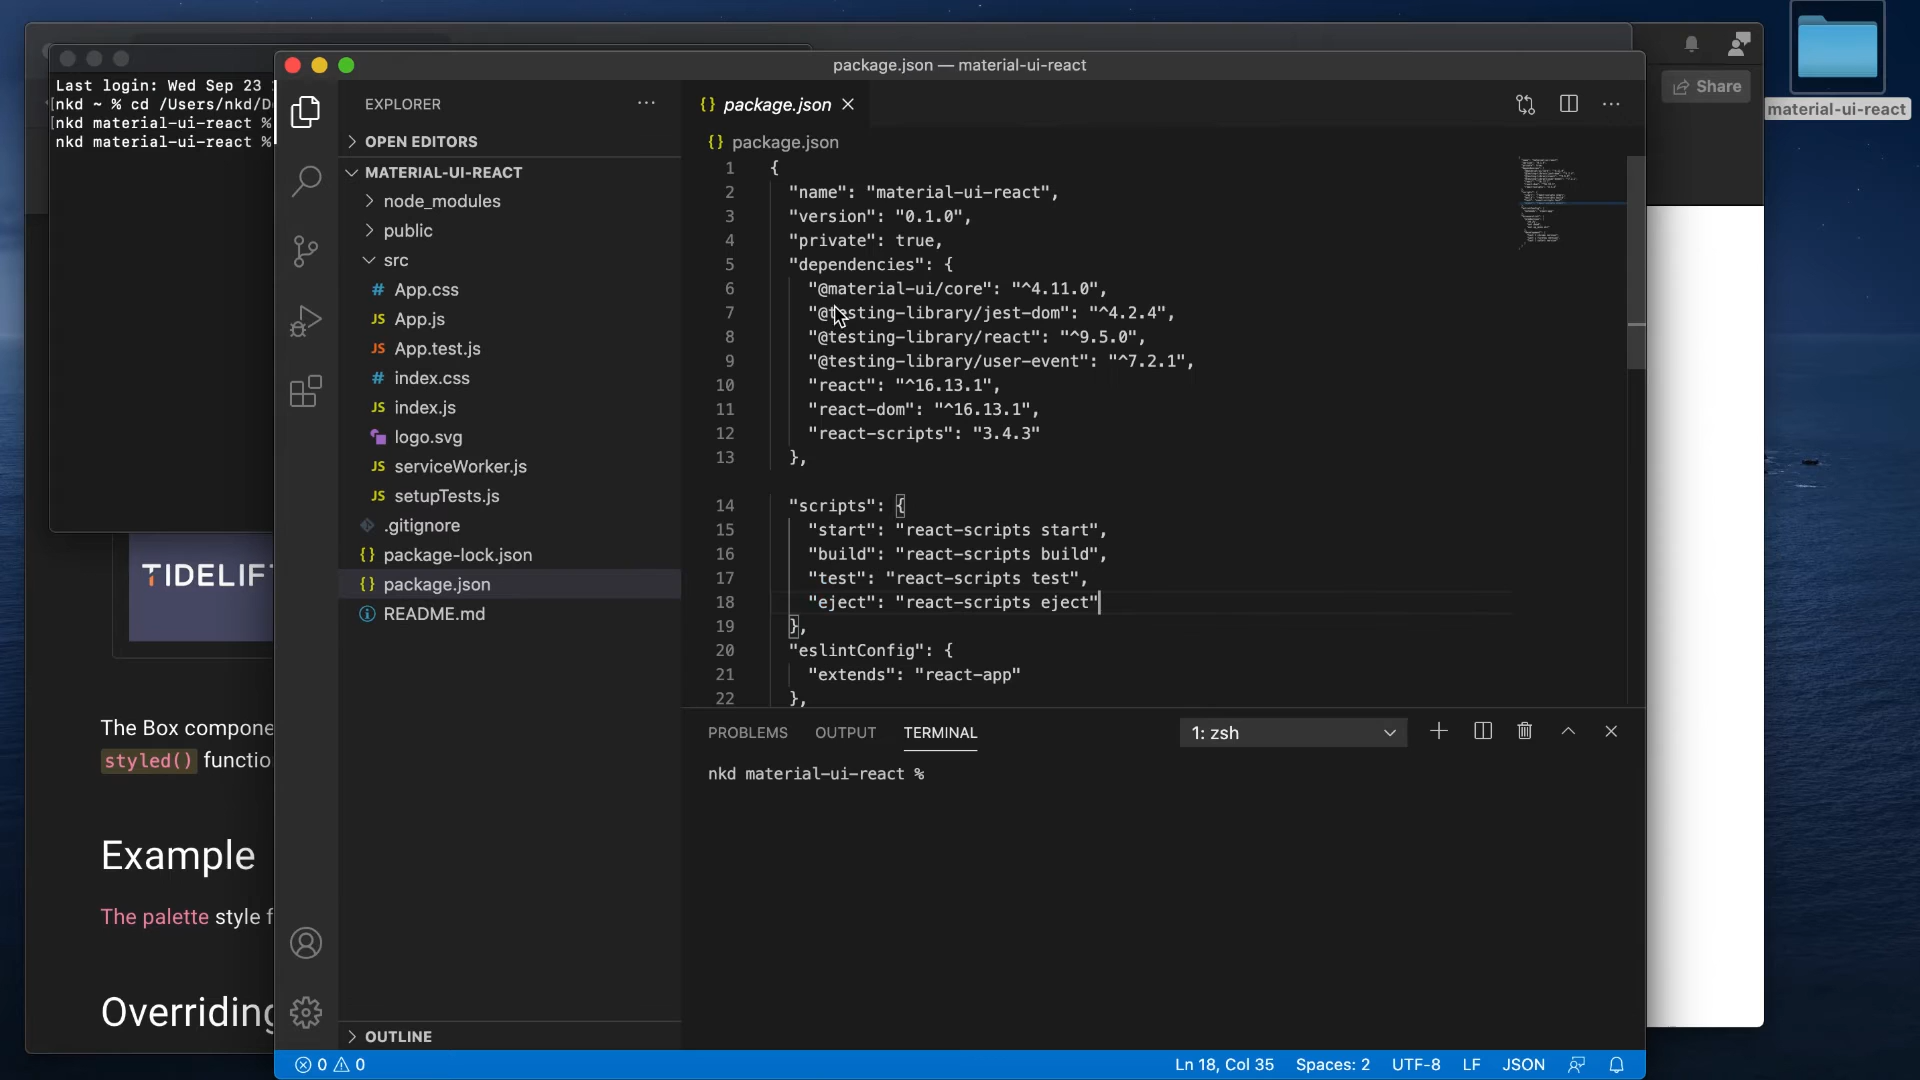 Last login: Wed Sep 23
[nkd ~ % cd /Users/nkd/D
[nkd material-ui-react %
nkd material-ui-react %
TIDELIFT
The Box compone
styled() functio
Example
The palette style f
Overriding
package.json — material-ui-react
EXPLORER
OPEN EDITORS
MATERIAL-UI-REACT
node_modules
public
src
# App.css
JS App.js
JS App.test.js
# index.css
JS index.js
logo.svg
JS serviceWorker.js
JS setupTests.js
.gitignore
{} package-lock.json
{} package.json
README.md
OUTLINE
{} package.json
{} package.json
1 {
2 "name": "material-ui-react",
3 "version": "0.1.0",
4 "private": true,
5 "dependencies": {
6 "@material-ui/core": "^4.11.0",
7 "@testing-library/jest-dom": "^4.2.4",
8 "@testing-library/react": "^9.5.0",
9 "@testing-library/user-event": "^7.2.1",
10 "react": "^16.13.1",
11 "react-dom": "^16.13.1",
12 "react-scripts": "3.4.3"
13 },
14 "scripts": {
15 "start": "react-scripts start",
16 "build": "react-scripts build",
17 "test": "react-scripts test",
18 "eject": "react-scripts eject"
19 },
20 "eslintConfig": {
21 "extends": "react-app"
22 },
PROBLEMS OUTPUT TERMINAL 1: zsh
nkd material-ui-react %
0 0 Ln 18, Col 35 Spaces: 2 UTF-8 LF JSON
Share
material-ui-react